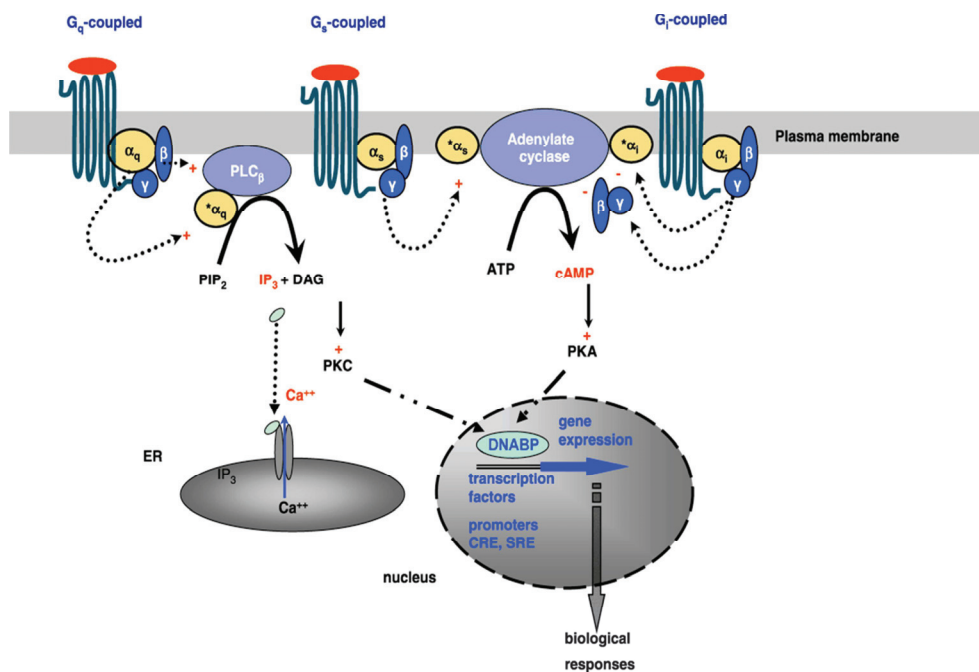 Gq-coupled
Gs-coupled
Gi-coupled
Plasma membrane
αq
β
γ
+
PLCβ
*αq
+
αs
β
γ
*αs
+
Adenylate
cyclase
*αi
-
-
β
γ
αi
β
γ
PIP2
IP3 + DAG
ATP
cAMP
+
PKC
+
PKA
Ca++
ER
IP3
Ca++
DNABP
gene
expression
transcription
factors
promoters
CRE, SRE
nucleus
biological
responses